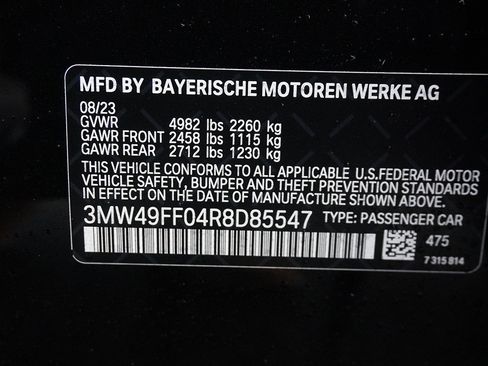 MFD BY BAYERISCHE MOTOREN WERKE AG
08/23
GVWR 4982 lbs 2260 kg
GAWR FRONT 2458 lbs 1115 kg
GAWR REAR 2712 lbs 1230 kg
THIS VEHICLE CONFORMS TO ALL APPLICABLE U.S.FEDERAL MOTOR
VEHICLE SAFETY, BUMPER AND THEFT PREVENTION STANDARDS
IN EFFECT ON THE DATE OF MANUFACTURE SHOWN ABOVE.
3MW49FF04R8D85547 TYPE: PASSENGER CAR
475
7 315 814